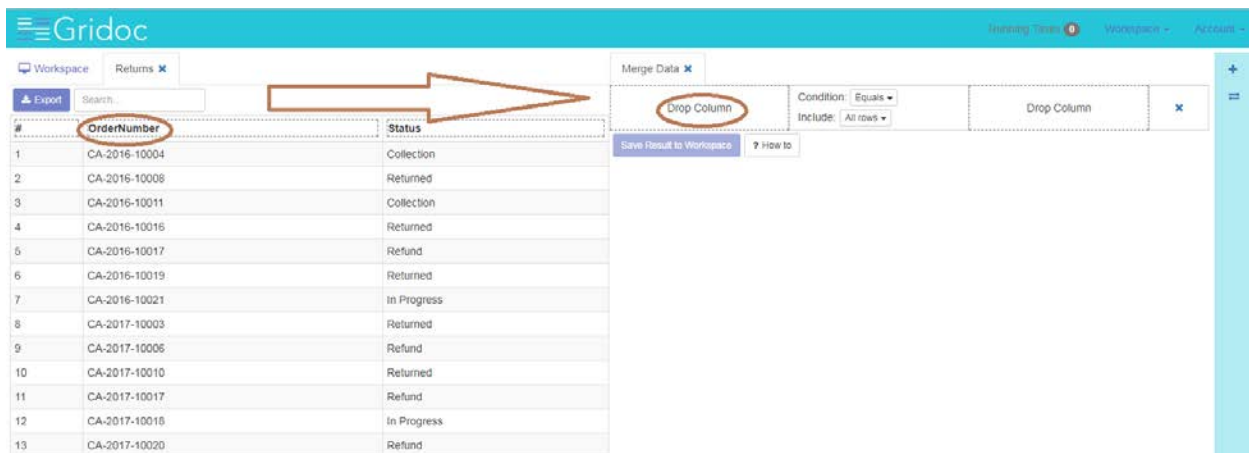 Gridoc
Running Tasks 0 Workspace Account
Workspace Returns
Export Search...
# OrderNumber Status
1 CA-2016-10004 Collection
2 CA-2016-10008 Returned
3 CA-2016-10011 Collection
4 CA-2016-10016 Returned
5 CA-2016-10017 Refund
6 CA-2016-10019 Returned
7 CA-2016-10021 In Progress
8 CA-2017-10003 Returned
9 CA-2017-10006 Refund
10 CA-2017-10010 Returned
11 CA-2017-10017 Refund
12 CA-2017-10018 In Progress
13 CA-2017-10020 Refund
Merge Data
Drop Column Condition: Equals Drop Column
Include: All rows
Save Result to Workspace ? How to